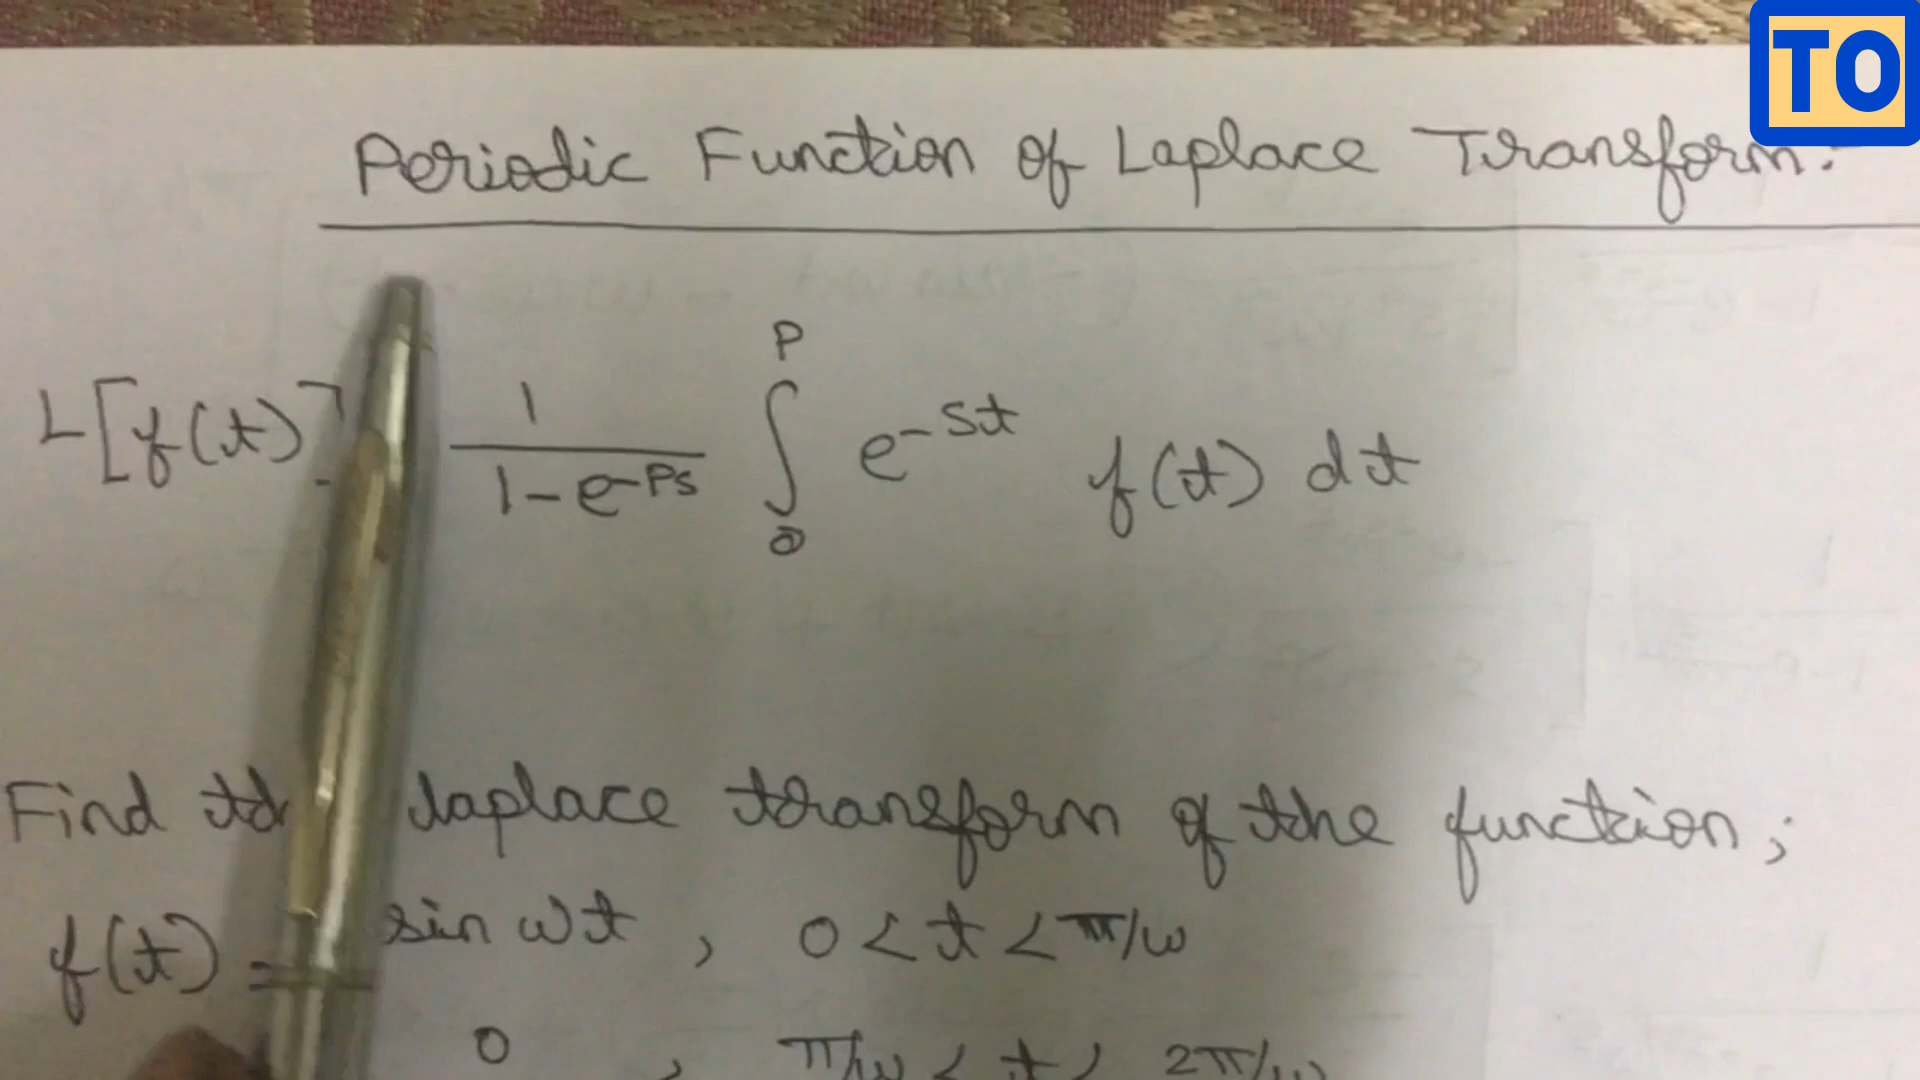 TO
Periodic Function of Laplace Transform:-
L[f(t)] 1/(1-e^-Ps) ∫₀^P e^-st f(t) dt
Find the laplace transform of the function;
f(t) = sin ωt, 0 < t < π/ω
0, π/ω < t < 2π/ω